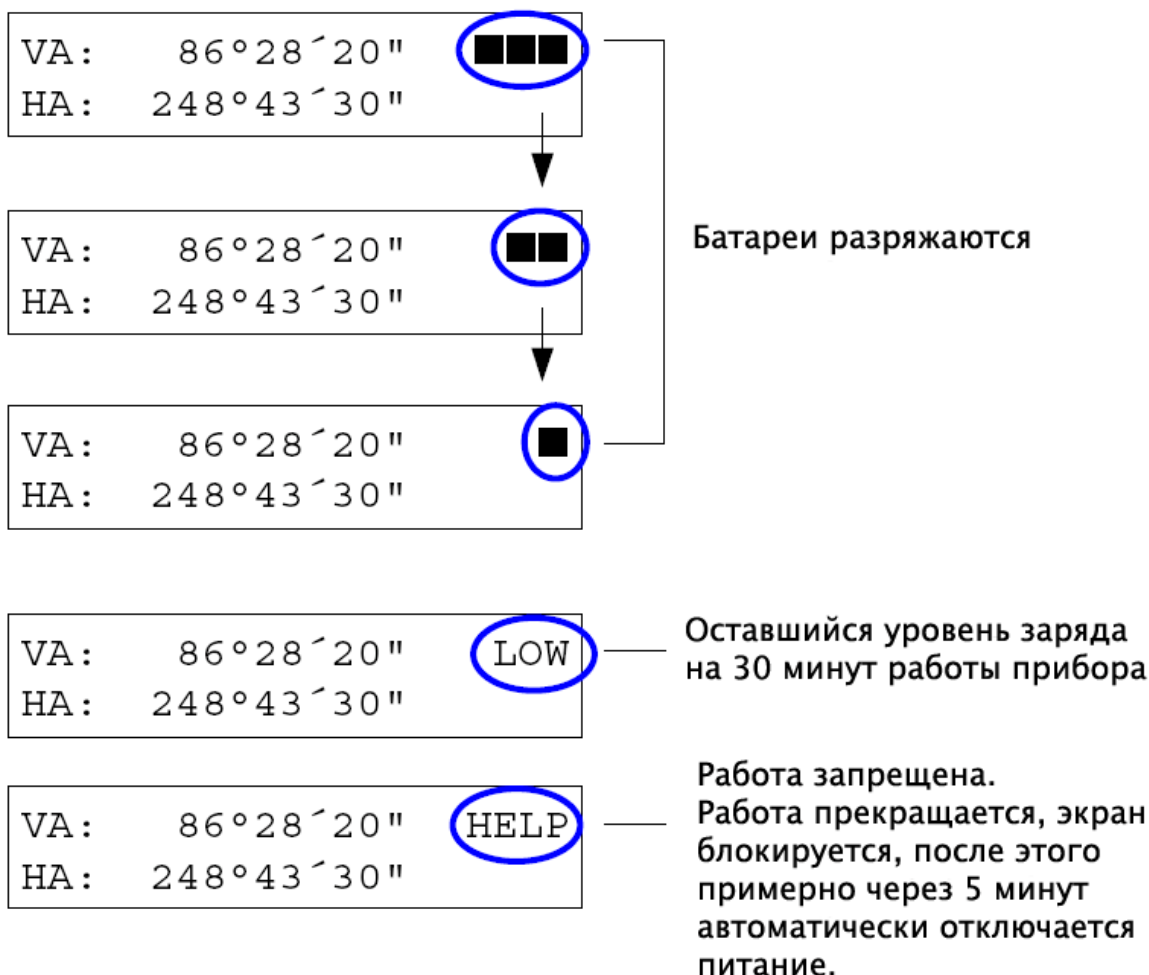 VA: 86°28´20" ■■■
HA: 248°43´30"
VA: 86°28´20" ■■
HA: 248°43´30"
Батареи разряжаются
VA: 86°28´20" ■
HA: 248°43´30"
VA: 86°28´20" LOW
HA: 248°43´30"
Оставшийся уровень заряда
на 30 минут работы прибора
VA: 86°28´20" HELP
HA: 248°43´30"
Работа запрещена.
Работа прекращается, экран
блокируется, после этого
примерно через 5 минут
автоматически отключается
питание.